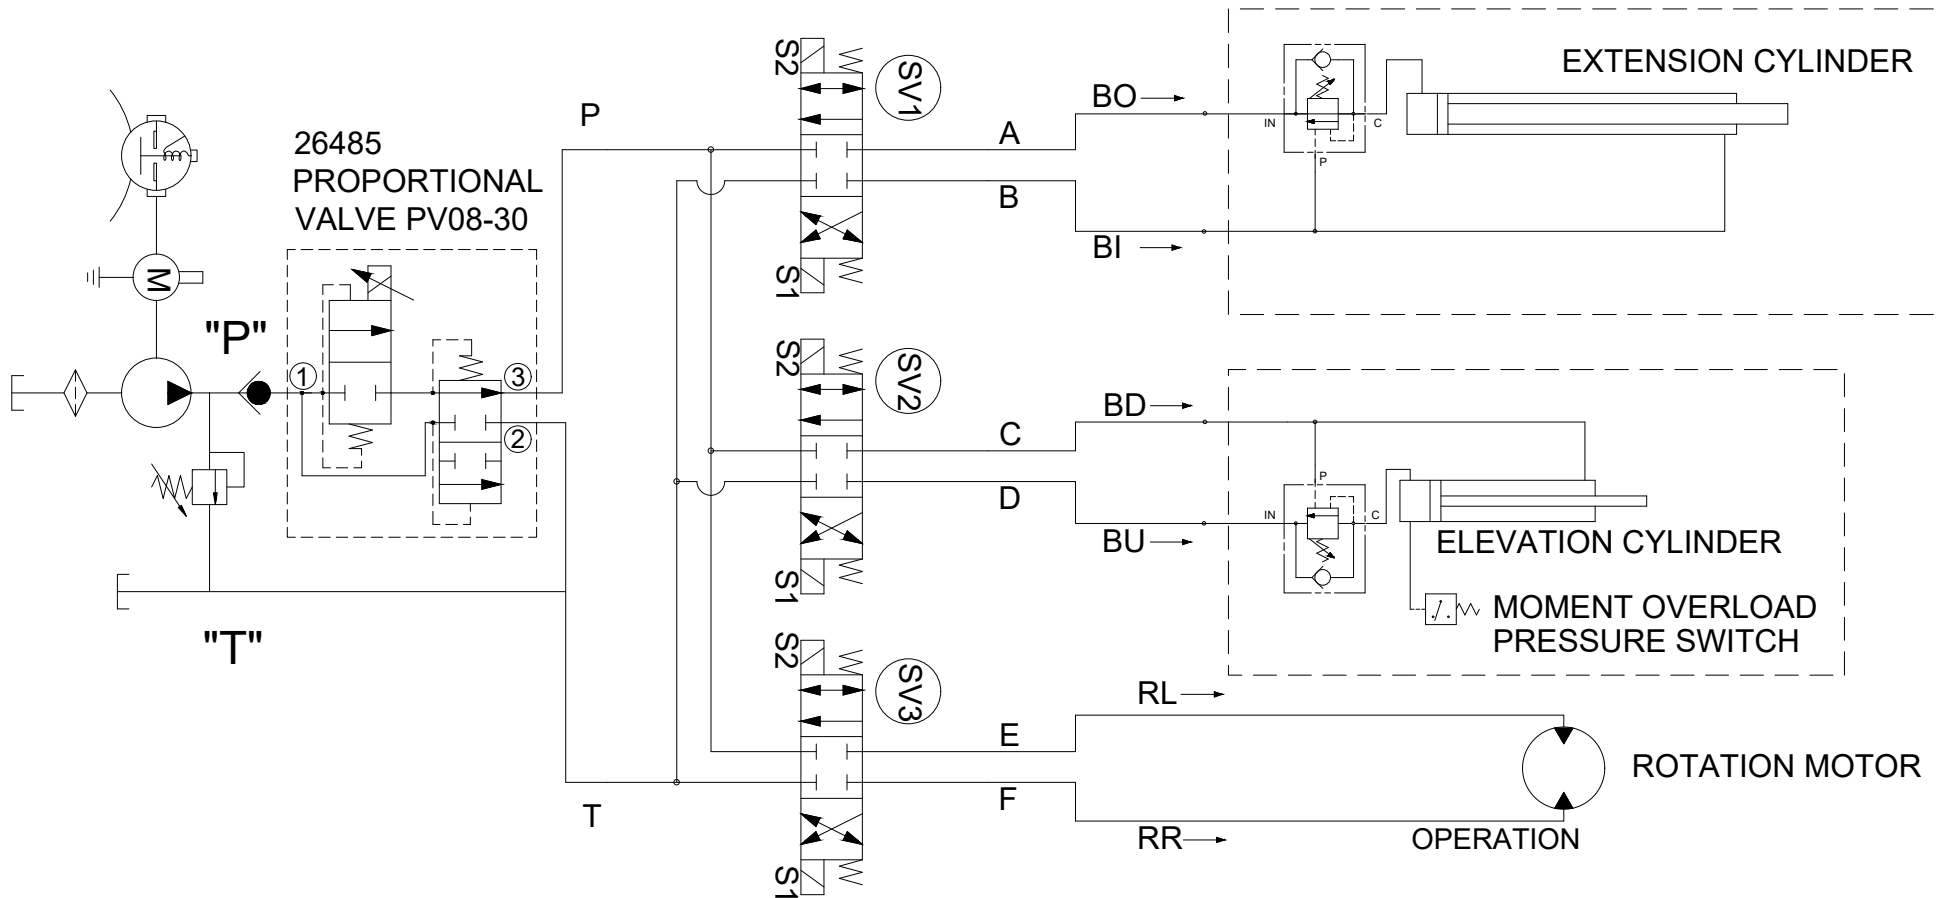 26485
PROPORTIONAL
VALVE PV08-30
M
"P"
1
3
2
"T"
P
T
S2
SV1
S1
A
B
BO
BI
IN
C
P
EXTENSION CYLINDER
S2
SV2
S1
C
D
BD
BU
P
IN
C
ELEVATION CYLINDER
MOMENT OVERLOAD
PRESSURE SWITCH
S2
SV3
S1
E
F
RL
RR
ROTATION MOTOR
OPERATION